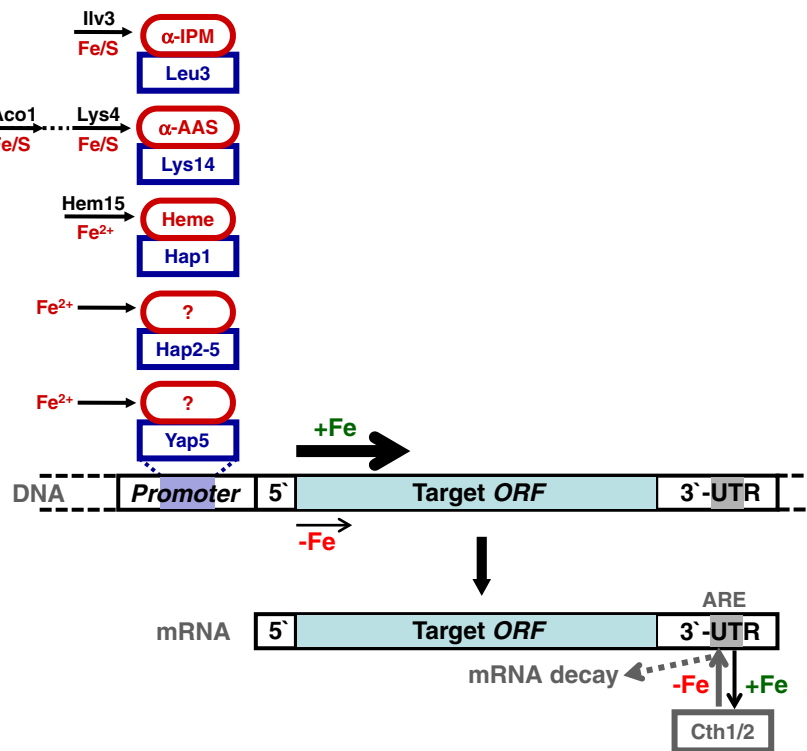 Ilv3
Fe/S
α-IPM
Leu3
Aco1
Fe/S
Lys4
Fe/S
α-AAS
Lys14
Hem15
Fe²⁺
Heme
Hap1
Fe²⁺
?
Hap2-5
Fe²⁺
?
Yap5
+Fe
DNA
Promoter
5`
Target ORF
3`-UTR
-Fe
ARE
mRNA
5`
Target ORF
3`-UTR
mRNA decay
-Fe
+Fe
Cth1/2